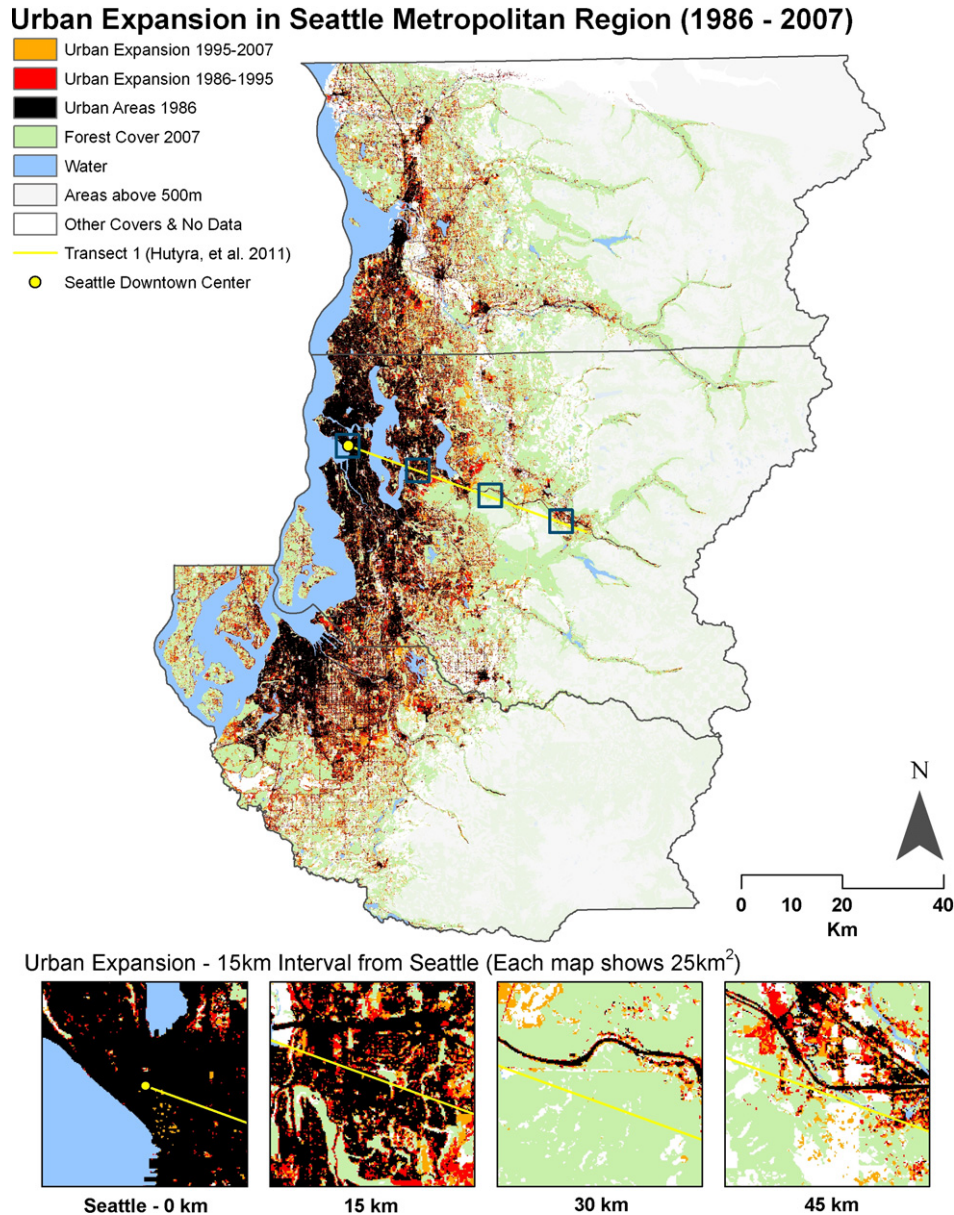 Urban Expansion in Seattle Metropolitan Region (1986 - 2007)
Urban Expansion 1995-2007
Urban Expansion 1986-1995
Urban Areas 1986
Forest Cover 2007
Water
Areas above 500m
Other Covers & No Data
Transect 1 (Hutyra, et al. 2011)
Seattle Downtown Center
N
0 10 20 40
Km
Urban Expansion - 15km Interval from Seattle (Each map shows 25km²)
Seattle - 0 km
15 km
30 km
45 km